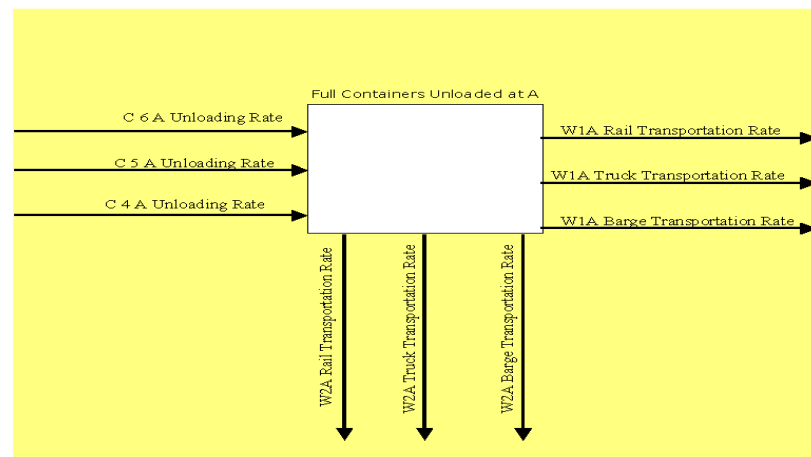 Full Containers Unloaded at A
C 6 A Unloading Rate
C 5 A Unloading Rate
C 4 A Unloading Rate
W1A Rail Transportation Rate
W1A Truck Transportation Rate
W1A Barge Transportation Rate
W2A Rail Transportation Rate
W2A Truck Transportation Rate
W2A Barge Transportation Rate